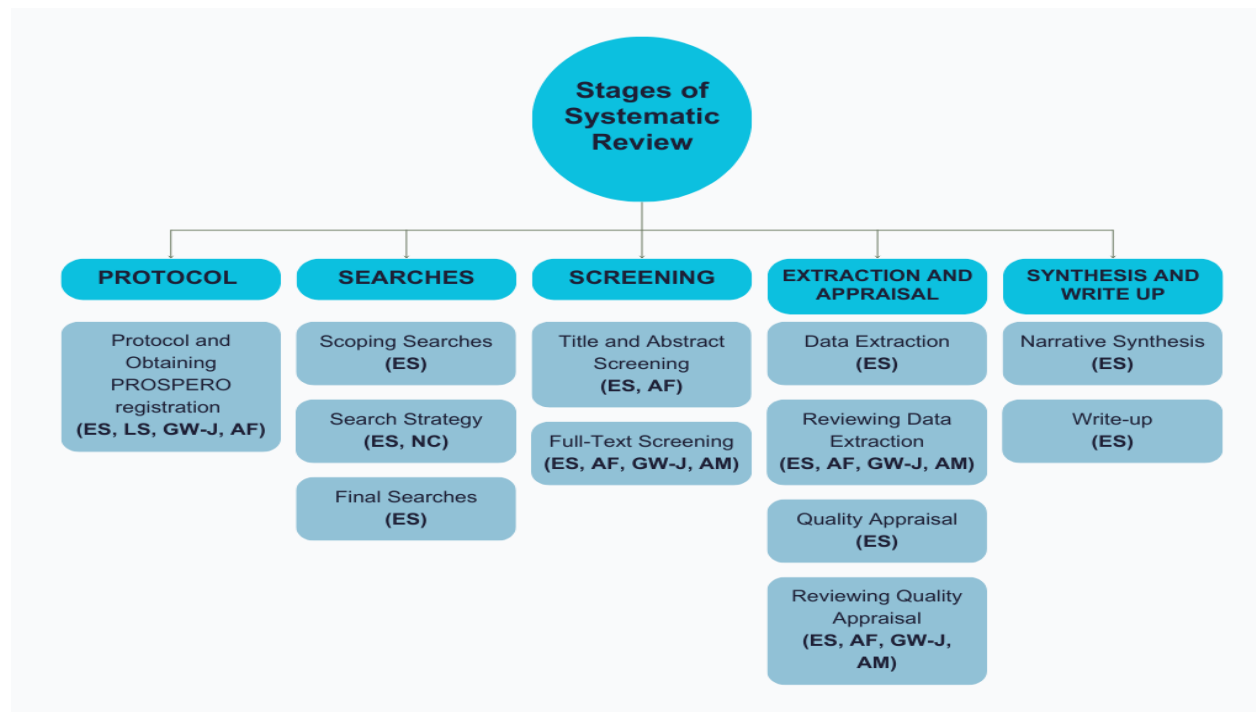 Stages of
Systematic
Review
PROTOCOL
Protocol and
Obtaining
PROSPERO
registration
(ES, LS, GW-J, AF)
SEARCHES
Scoping Searches
(ES)
Search Strategy
(ES, NC)
Final Searches
(ES)
SCREENING
Title and Abstract
Screening
(ES, AF)
Full-Text Screening
(ES, AF, GW-J, AM)
EXTRACTION AND
APPRAISAL
Data Extraction
(ES)
Reviewing Data
Extraction
(ES, AF, GW-J, AM)
Quality Appraisal
(ES)
Reviewing Quality
Appraisal
(ES, AF, GW-J,
AM)
SYNTHESIS AND
WRITE UP
Narrative Synthesis
(ES)
Write-up
(ES)